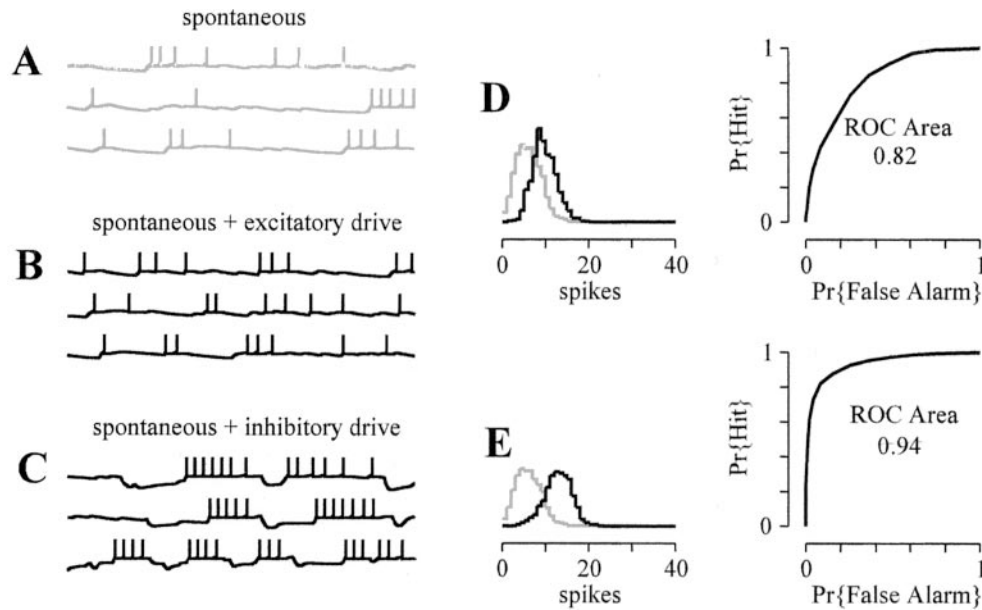 spontaneous
A
spontaneous + excitatory drive
B
spontaneous + inhibitory drive
C
D
0 20 40
spikes
1
Pr{Hit}
0
ROC Area
0.82
0 1
Pr{False Alarm}
E
0 20 40
spikes
1
Pr{Hit}
0
ROC Area
0.94
0 1
Pr{False Alarm}